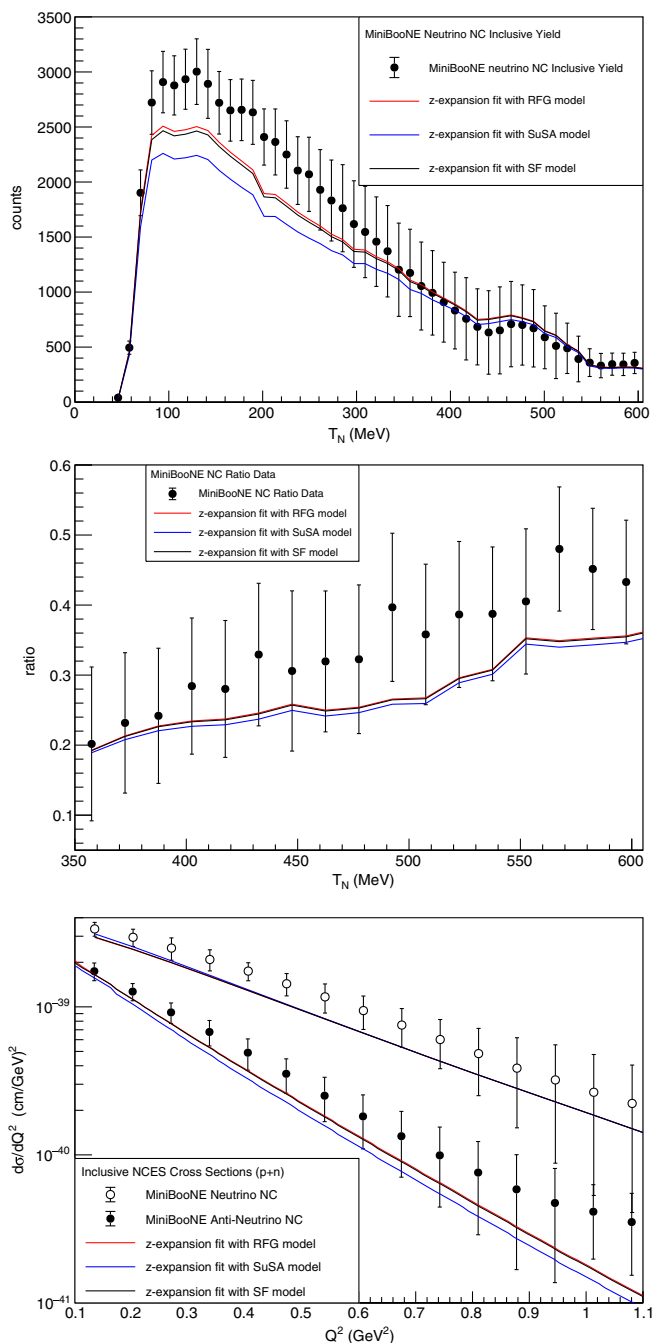 MiniBooNE Neutrino NC Inclusive Yield
MiniBooNE neutrino NC Inclusive Yield
z-expansion fit with RFG model
z-expansion fit with SuSA model
z-expansion fit with SF model
counts
3500
3000
2500
2000
1500
1000
500
0
0 100 200 300 400 500 600
T_N (MeV)
MiniBooNE NC Ratio Data
MiniBooNE NC Ratio Data
z-expansion fit with RFG model
z-expansion fit with SuSA model
z-expansion fit with SF model
ratio
0.6
0.5
0.4
0.3
0.2
0.1
350 400 450 500 550 600
T_N (MeV)
dσ/dQ² (cm/GeV)²
10⁻³⁹
10⁻⁴⁰
10⁻⁴¹
Inclusive NCES Cross Sections (p+n)
MiniBooNE Neutrino NC
MiniBooNE Anti-Neutrino NC
z-expansion fit with RFG model
z-expansion fit with SuSA model
z-expansion fit with SF model
0.1 0.2 0.3 0.4 0.5 0.6 0.7 0.8 0.9 1 1.1
Q² (GeV²)